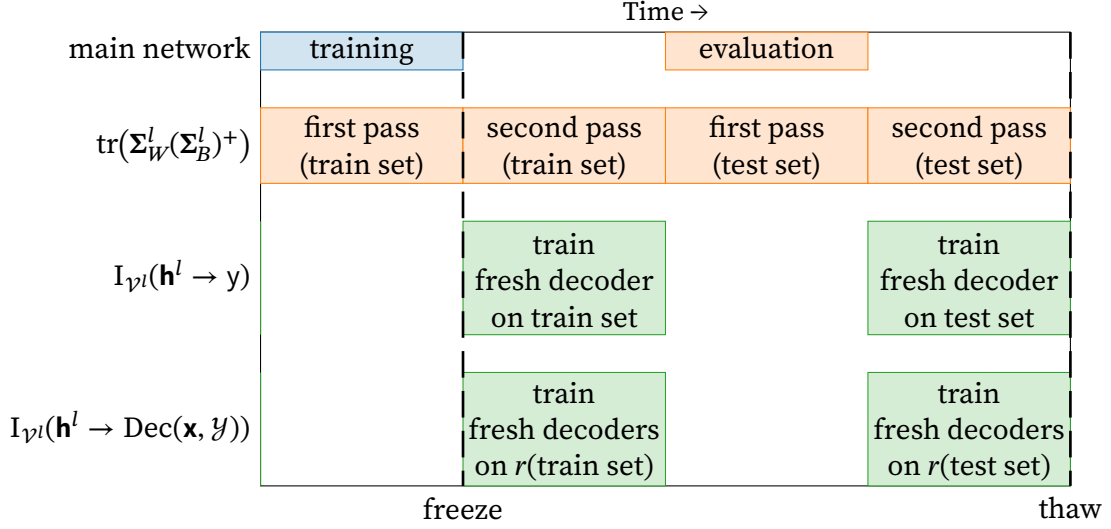 Time →
main network training evaluation
tr(Σ_W^l(Σ_B^l)^+) first pass second pass first pass second pass
(train set) (train set) (test set) (test set)
train train
I_{𝒱^l}(h^l → y) fresh decoder fresh decoder
on train set on test set
train train
I_{𝒱^l}(h^l → Dec(x, 𝒴)) fresh decoders fresh decoders
on r(train set) on r(test set)
freeze thaw